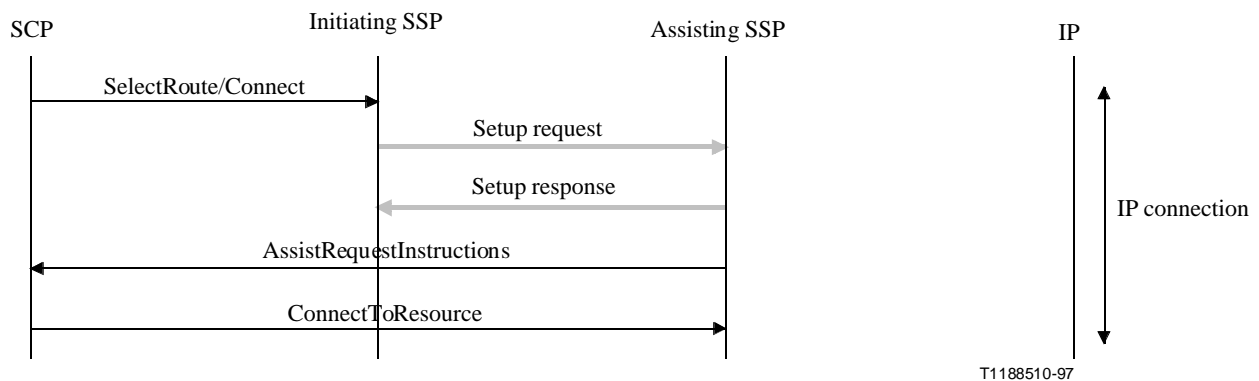 SCP
Initiating SSP
Assisting SSP
IP
SelectRoute/Connect
Setup request
Setup response
IP connection
AssistRequestInstructions
ConnectToResource
T1188510-97